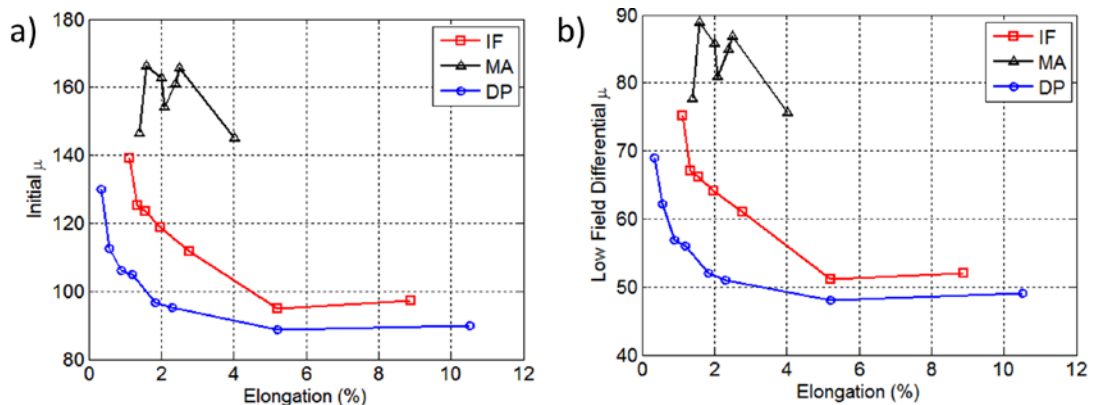 a)
180
160
140
120
100
80
Initial μ
0 2 4 6 8 10 12
Elongation (%)
IF
MA
DP
b)
90
80
70
60
50
40
Low Field Differential μ
0 2 4 6 8 10 12
Elongation (%)
IF
MA
DP